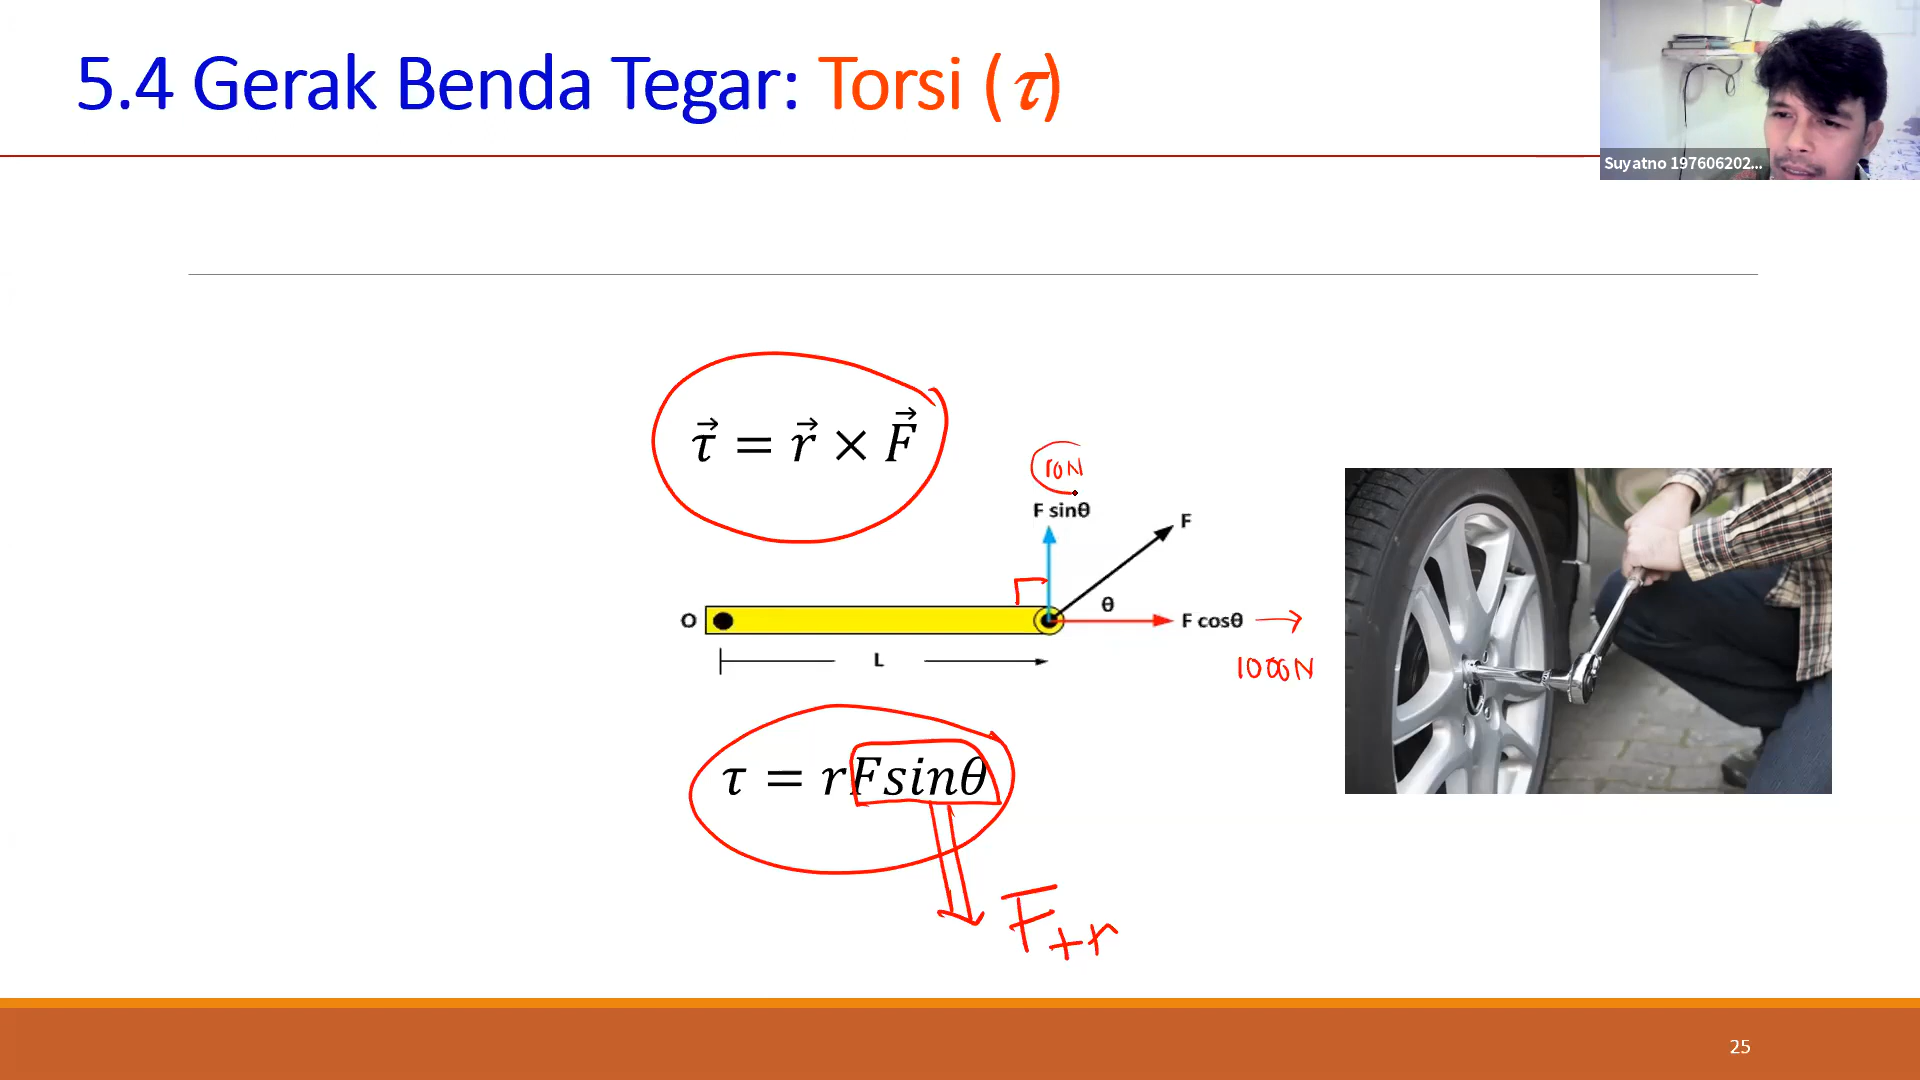 5.4 Gerak Benda Tegar: Torsi (τ)
Suyatno 197606202...
τ⃗ = r⃗ × F⃗
10N
F sinθ
F
θ
O
F cosθ
L
1000N
τ = rFsinθ
F⊥r
25